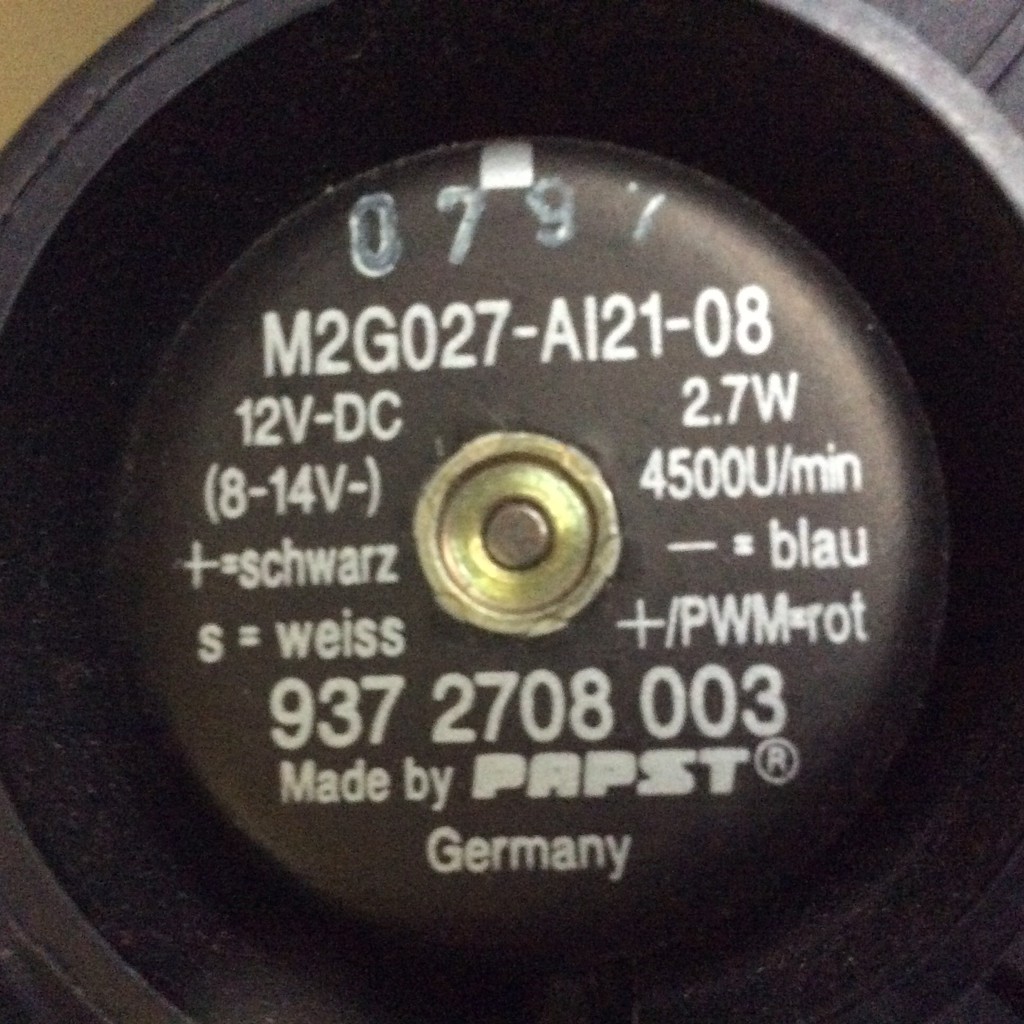 0797
M2G027-AI21-08
12V-DC 2.7W
(8-14V-) 4500U/min
+=schwarz — = blau
s = weiss +/PWM=rot
937 2708 003
Made by PAPST®
Germany